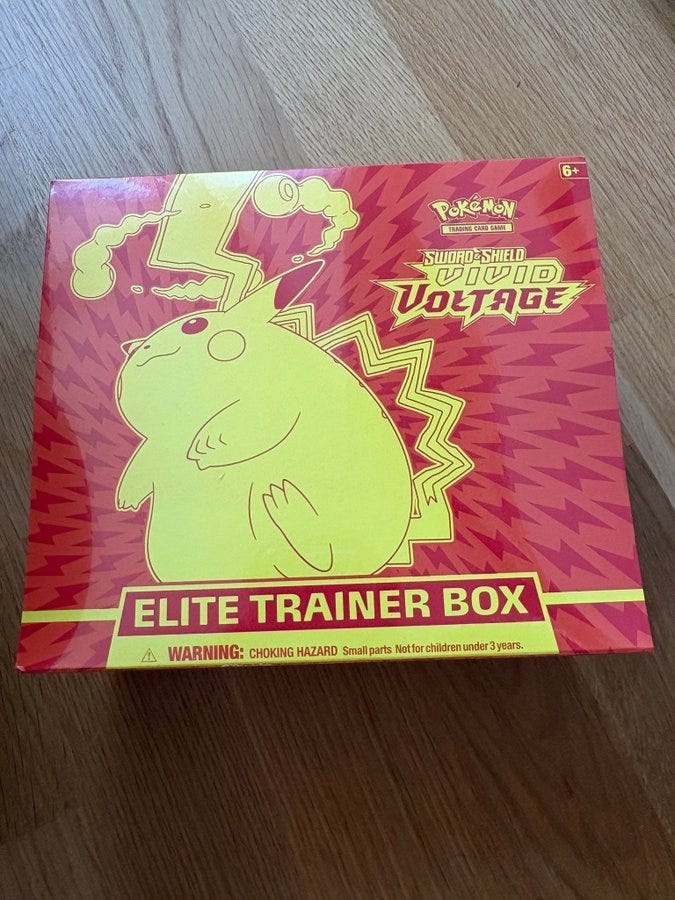 6+
POKéMON
TRADING CARD GAME
SWORD & SHIELD
VIVID
VOLTAGE
ELITE TRAINER BOX
WARNING: CHOKING HAZARD Small parts Not for children under 3 years.